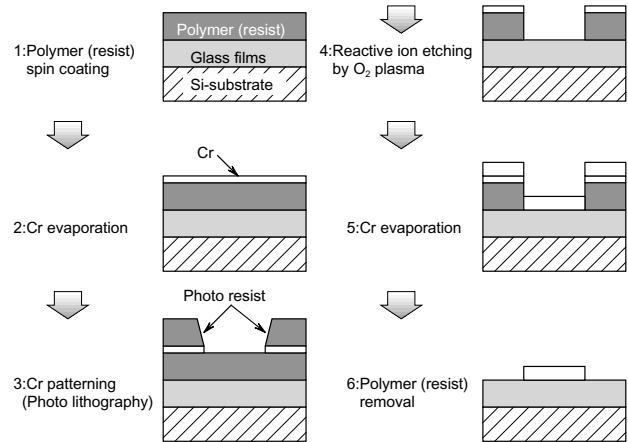 1:Polymer (resist)
spin coating
Polymer (resist)
Glass films
Si-substrate
Cr
2:Cr evaporation
Photo resist
3:Cr patterning
(Photo lithography)
4:Reactive ion etching
by O₂ plasma
5:Cr evaporation
6:Polymer (resist)
removal